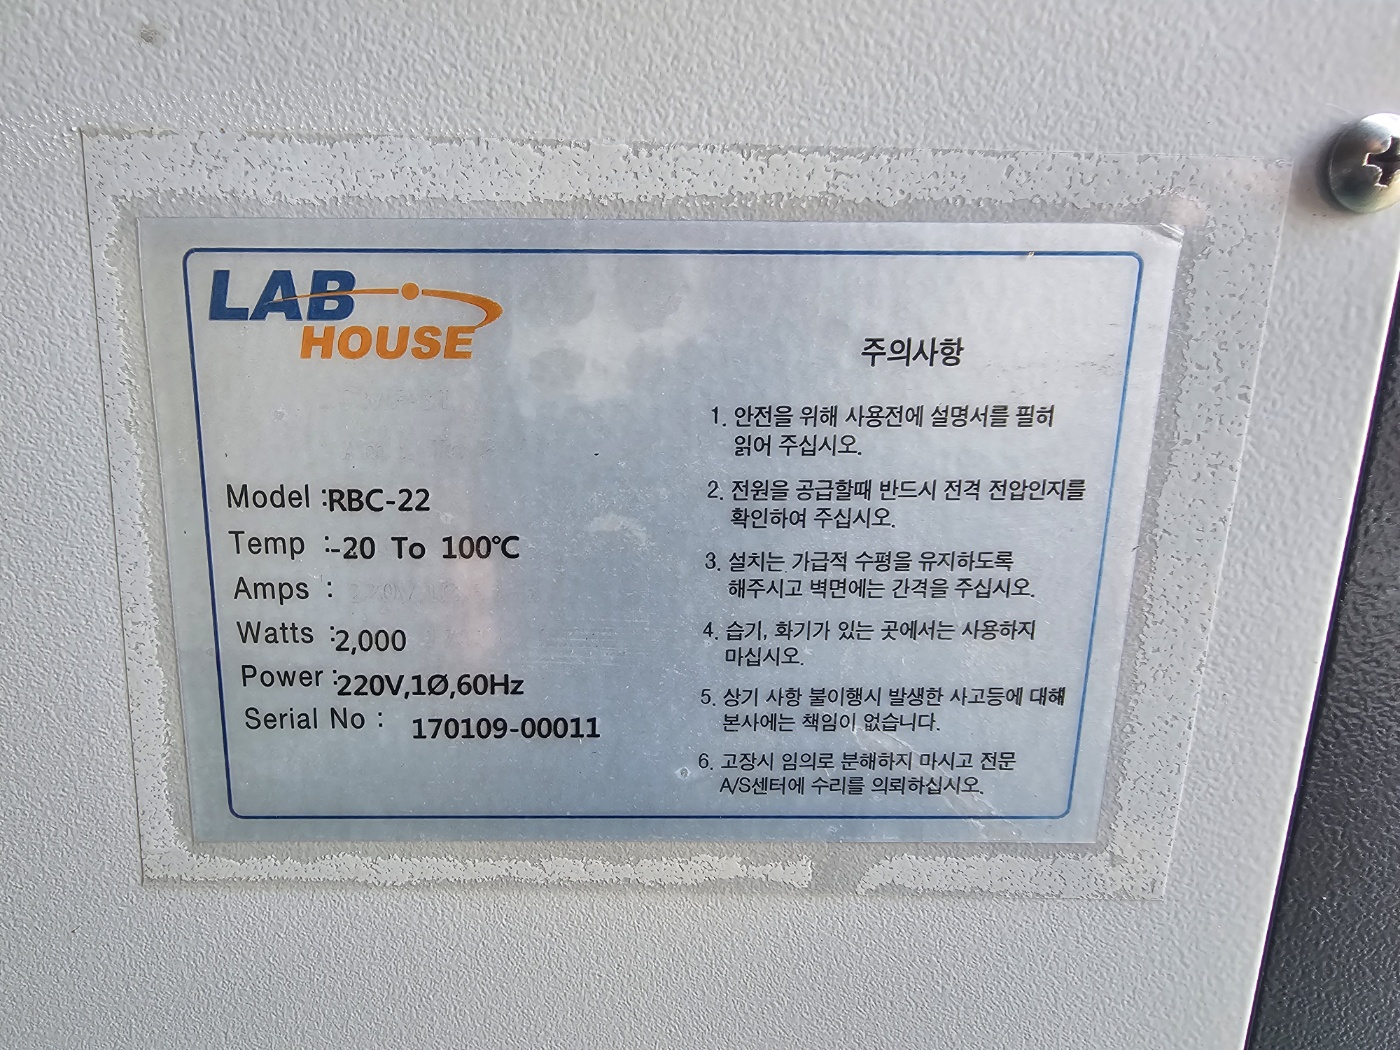 LAB
HOUSE
Model :RBC-22
Temp :-20 To 100℃
Amps :
Watts :2,000
Power :220V,1Ø,60Hz
Serial No : 170109-00011
주의사항
1. 안전을 위해 사용전에 설명서를 필히
읽어 주십시오.
2. 전원을 공급할때 반드시 전격 전압인지를
확인하여 주십시오.
3. 설치는 가급적 수평을 유지하도록
해주시고 벽면에는 간격을 주십시오.
4. 습기, 화기가 있는 곳에서는 사용하지
마십시오.
5. 상기 사항 불이행시 발생한 사고등에 대해
본사에는 책임이 없습니다.
6. 고장시 임의로 분해하지 마시고 전문
A/S센터에 수리를 의뢰하십시오.